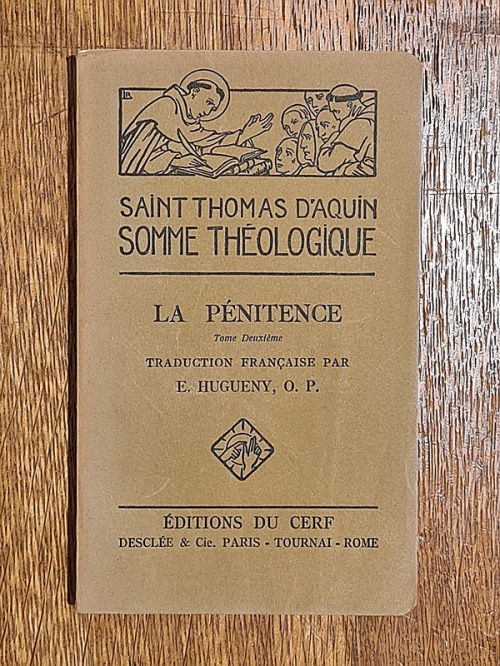 SAINT THOMAS D'AQUIN
SOMME THÉOLOGIQUE
LA PÉNITENCE
Tome Deuxième
TRADUCTION FRANÇAISE PAR
E. HUGUENY, O. P.
ÉDITIONS DU CERF
DESCLÉE & Cie. PARIS - TOURNAI - ROME